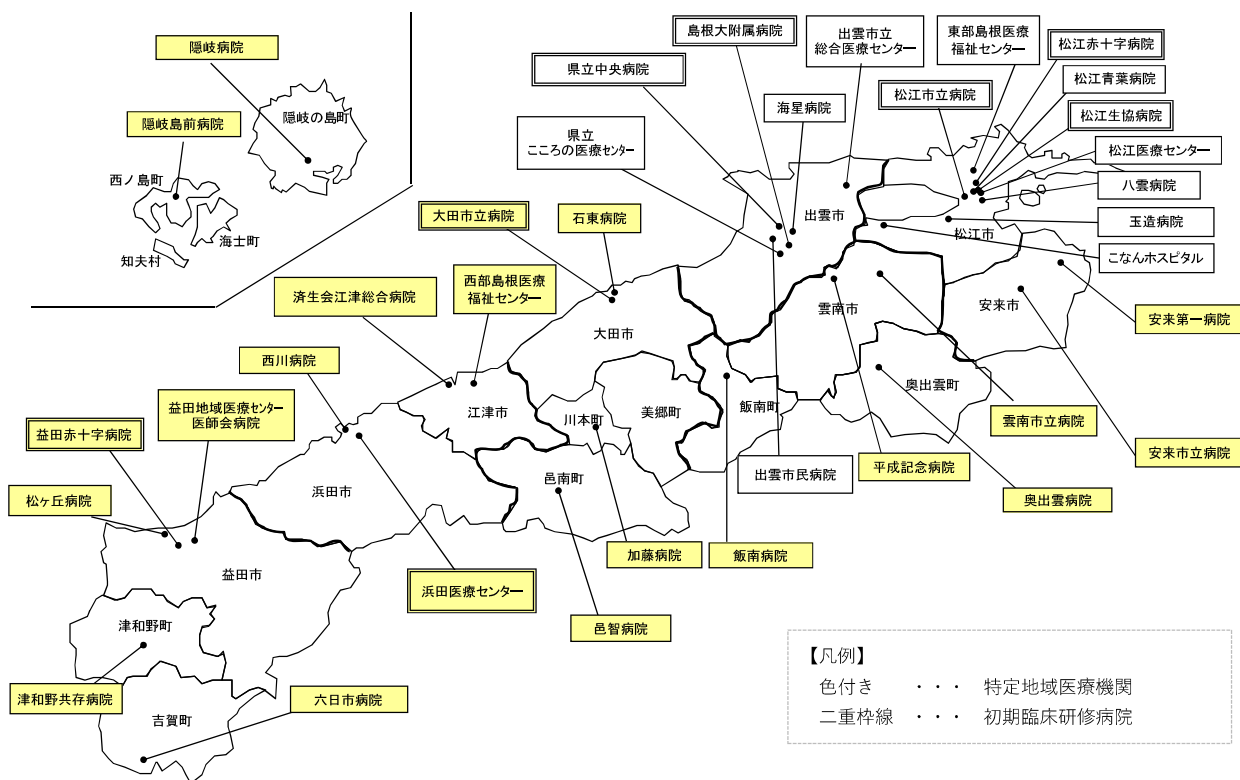 隠岐病院
隠岐の島町
隠岐島前病院
西ノ島町
海士町
知夫村
島根大附属病院
出雲市立
総合医療センター
東部島根医療
福祉センター
松江赤十字病院
県立中央病院
松江青葉病院
松江市立病院
海星病院
松江生協病院
県立
こころの医療センター
松江医療センター
八雲病院
玉造病院
こなんホスピタル
出雲市
松江市
大田市立病院
石東病院
済生会江津総合病院
西部島根医療
福祉センター
雲南市
安来市
安来第一病院
大田市
西川病院
奥出雲町
益田地域医療センター
医師会病院
江津市
川本町
美郷町
飯南町
雲南市立病院
益田赤十字病院
安来市立病院
平成記念病院
出雲市民病院
邑南町
浜田市
松ヶ丘病院
奥出雲病院
加藤病院
飯南病院
益田市
浜田医療センター
邑智病院
津和野町
津和野共存病院
六日市病院
吉賀町
【凡例】
色付き ・・・ 特定地域医療機関
二重枠線 ・・・ 初期臨床研修病院